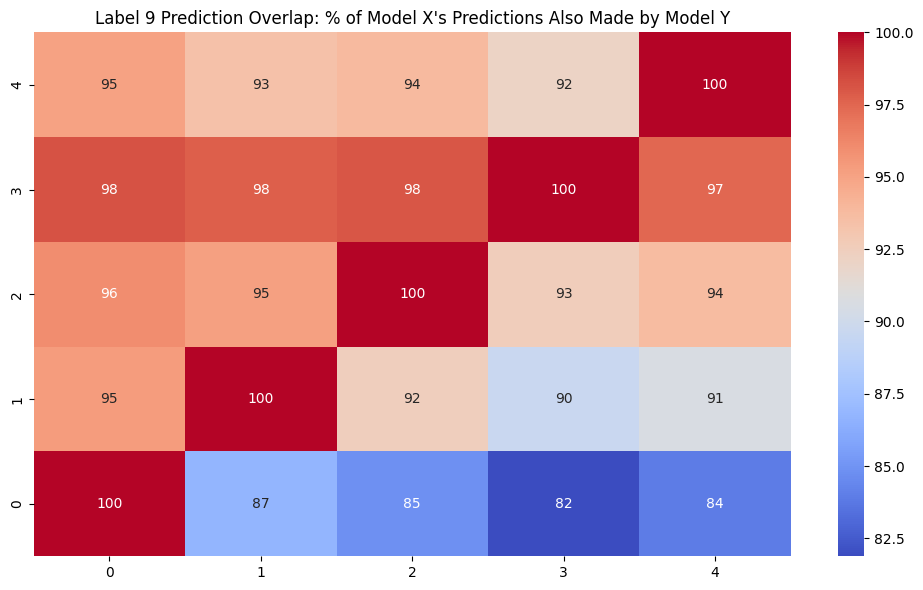 Label 9 Prediction Overlap: % of Model X's Predictions Also Made by Model Y
4 95 93 94 92 100
3 98 98 98 100 97
2 96 95 100 93 94
1 95 100 92 90 91
0 100 87 85 82 84
0 1 2 3 4
100.0
97.5
95.0
92.5
90.0
87.5
85.0
82.5